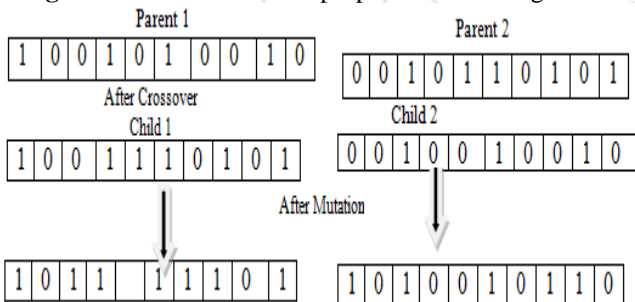 Parent 1
1 0 0 1 0 1 0 0 1 0
Parent 2
0 0 1 0 1 1 0 1 0 1
After Crossover
Child 1
1 0 0 1 1 1 0 1 0 1
Child 2
0 0 1 0 0 1 0 0 1 0
After Mutation
1 0 1 1 1 1 1 0 1
1 0 1 0 0 1 0 1 1 0